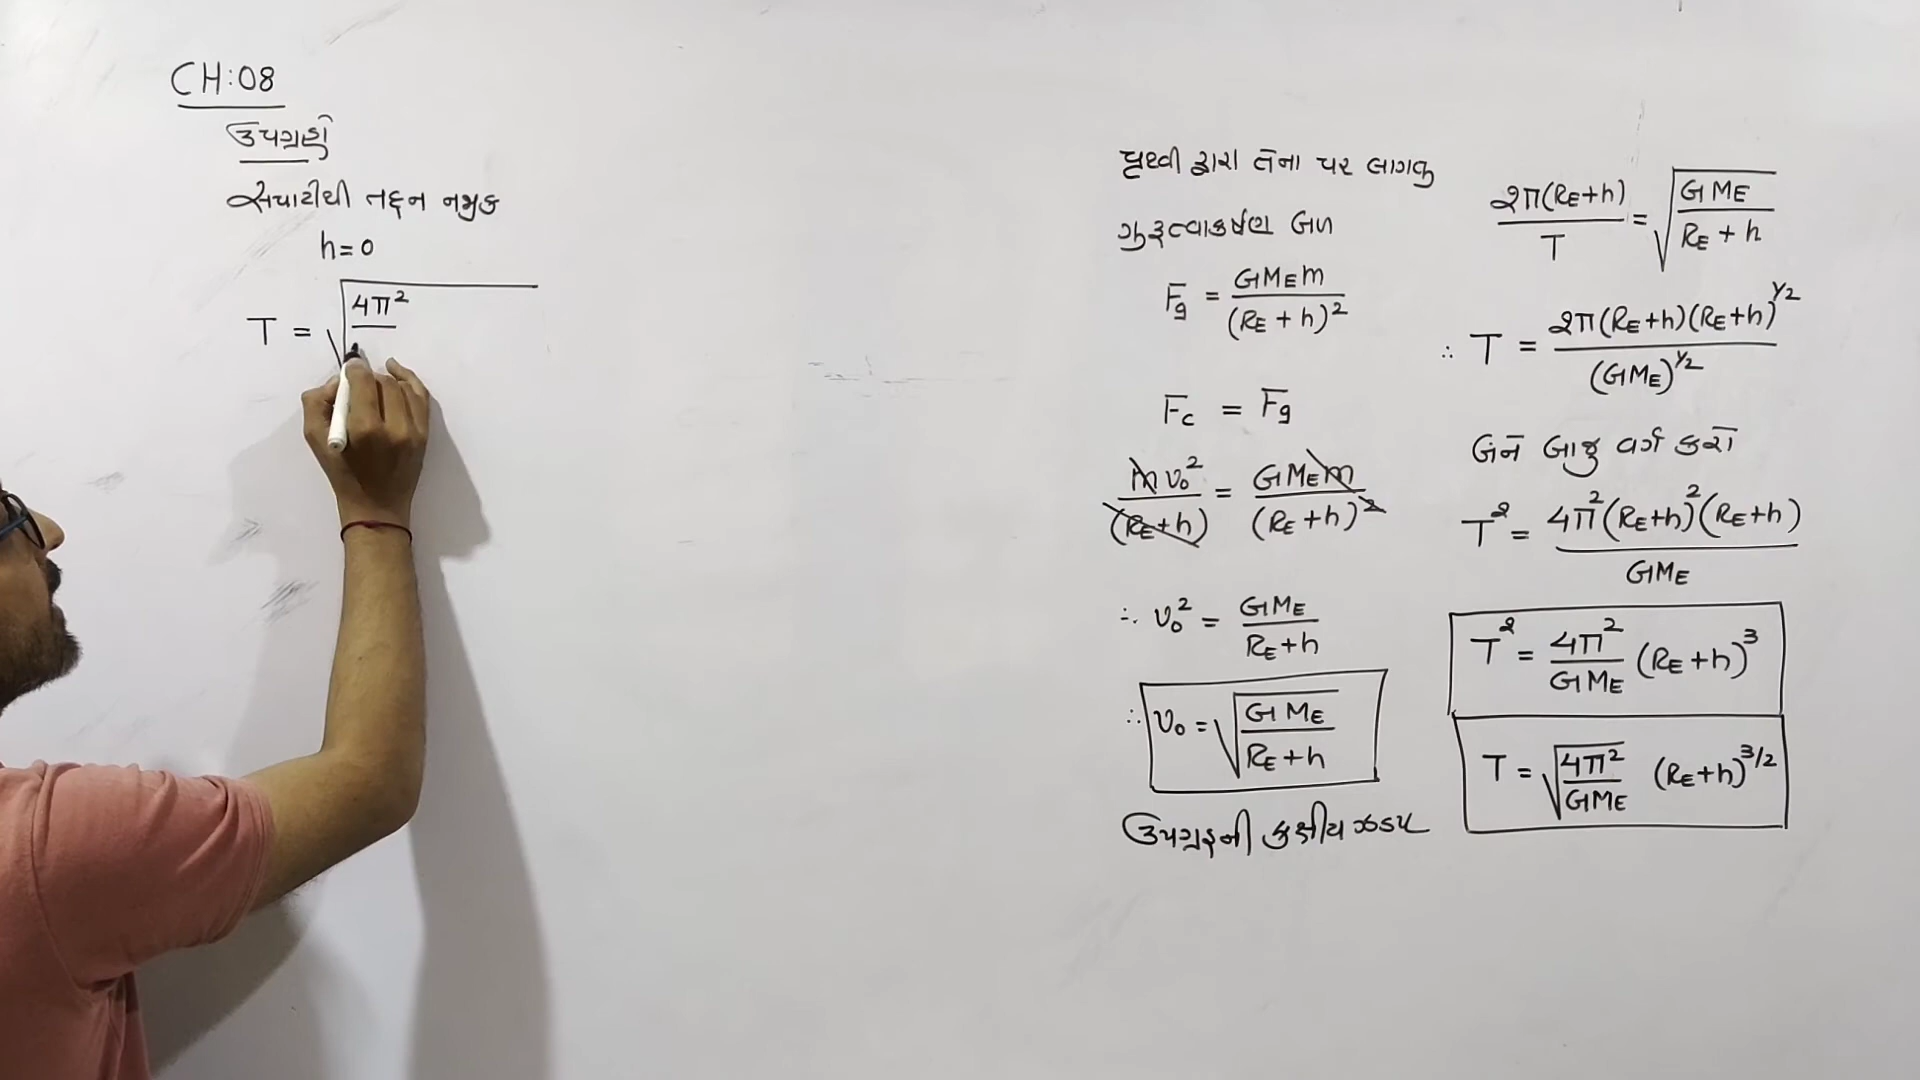 CH:08
ઉપગ્રહો
સપાટીથી તદ્દન નજીક
h = 0
T = √(4π²
પૃથ્વી દ્વારા તેના પર લાગતુ
ગુરૂત્વાકર્ષણ બળ
Fg = GMEm / (RE + h)²
Fc = Fg
mv₀² / (RE+h) = GMEm / (RE+h)²
∴ v₀² = GME / RE+h
∴ v₀ = √(GME / RE+h)
ઉપગ્રહની કક્ષીય ઝડપ
2π(RE+h) / T = √(GME / RE + h)
∴ T = 2π(RE+h)(RE+h)^1/2 / (GME)^1/2
બંને બાજુ વર્ગ કરો
T² = 4π²(RE+h)²(RE+h) / GME
T² = 4π² / GME (RE+h)³
T = √(4π² / GME) (RE+h)^3/2